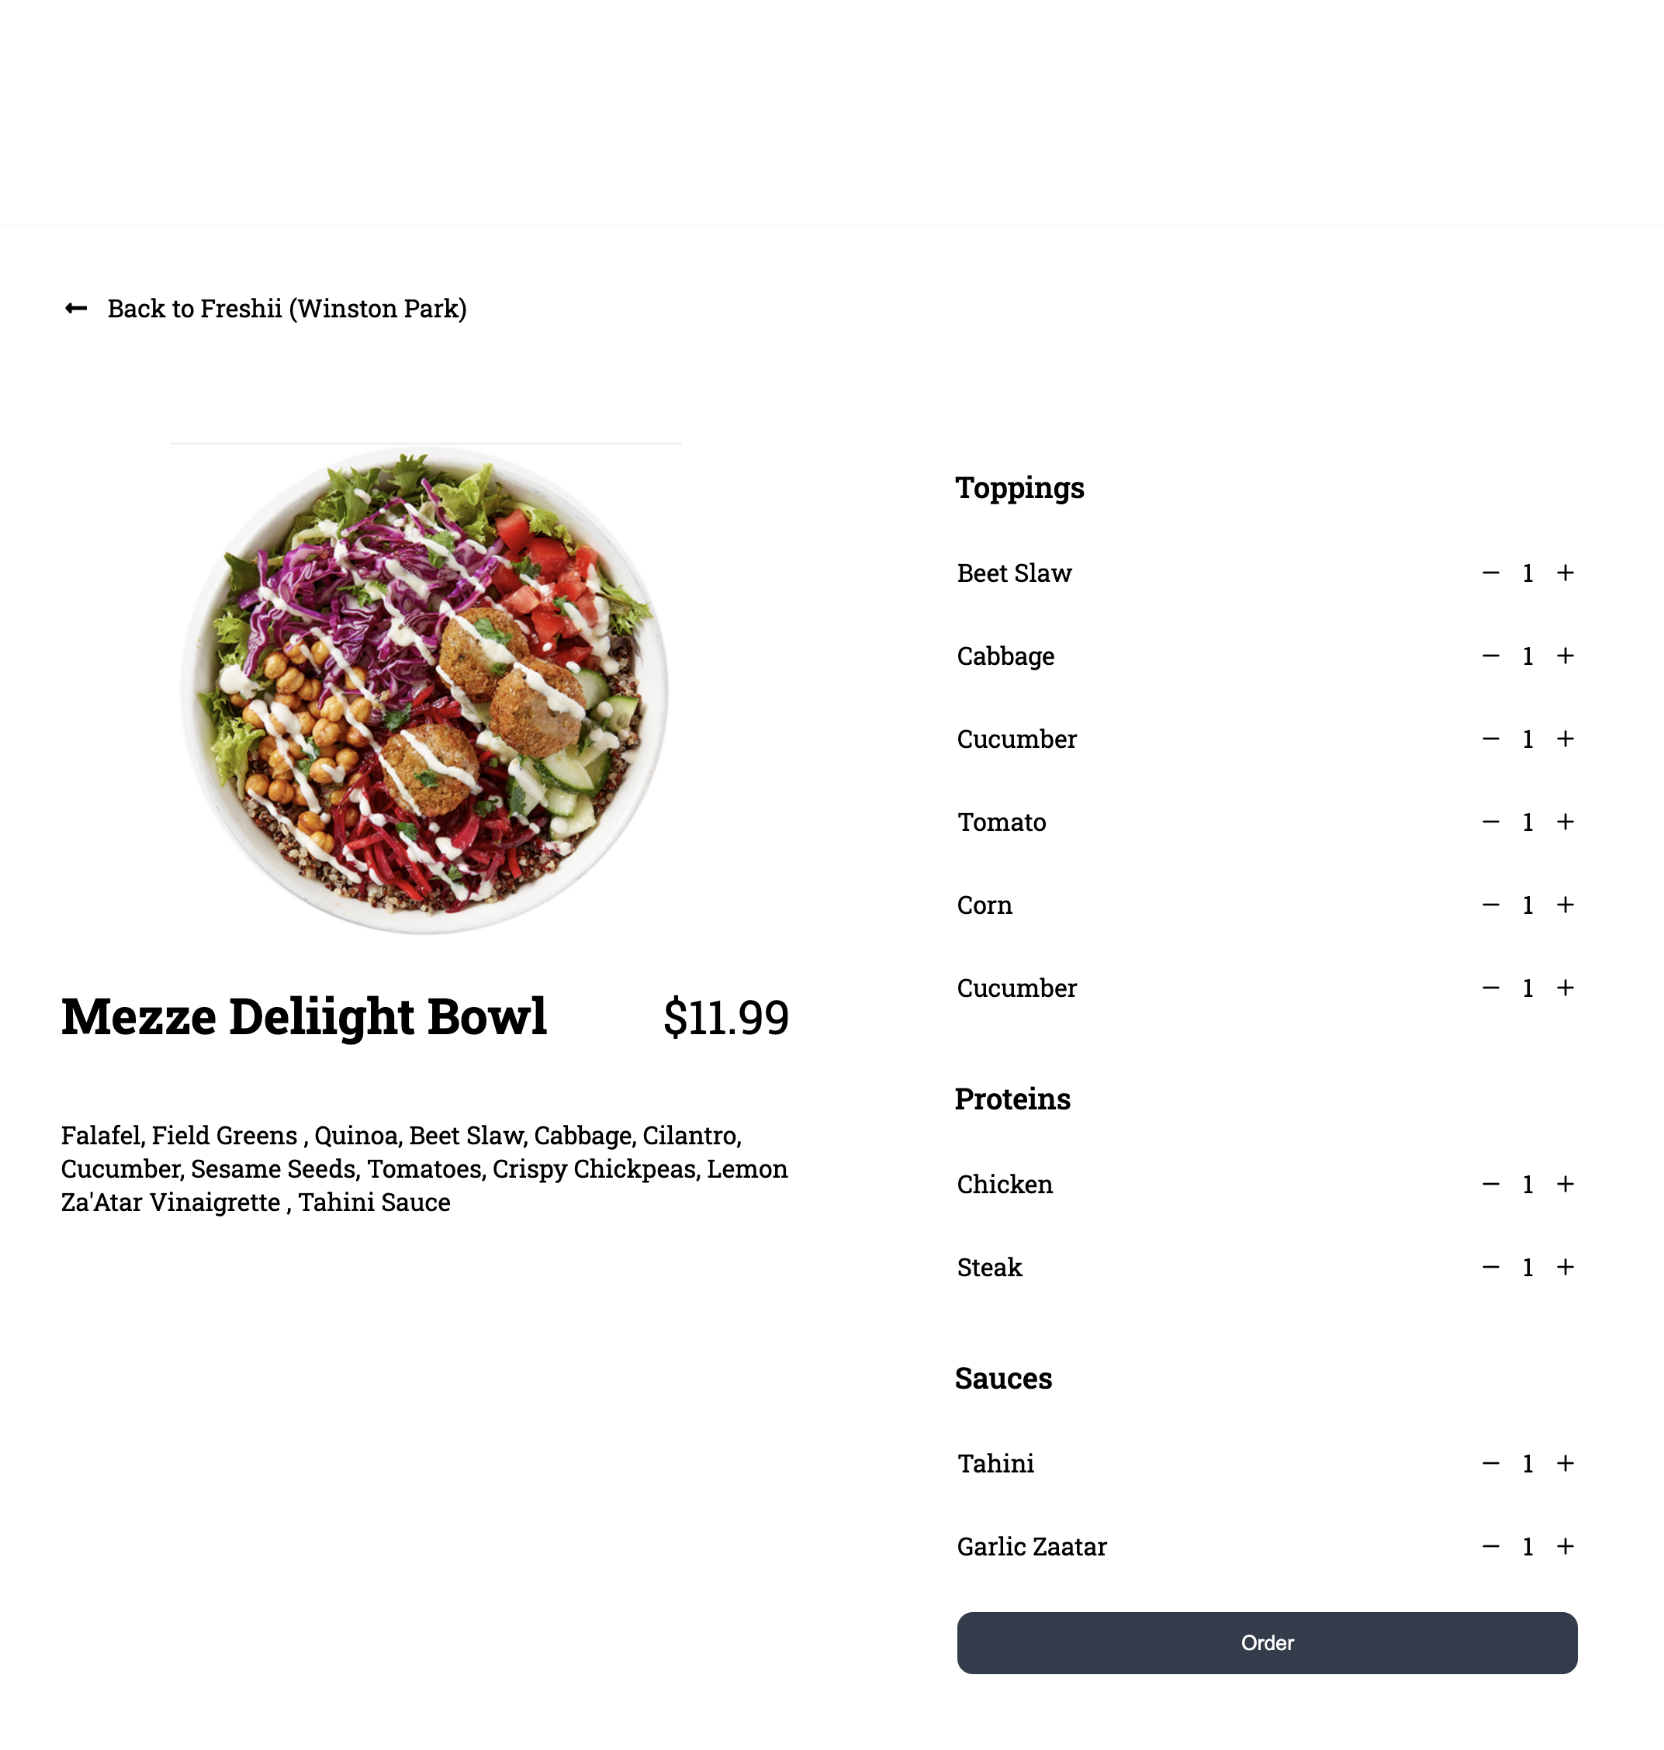 Back to Freshii (Winston Park)
Mezze Deliight Bowl $11.99
Falafel, Field Greens , Quinoa, Beet Slaw, Cabbage, Cilantro,
Cucumber, Sesame Seeds, Tomatoes, Crispy Chickpeas, Lemon
Za'Atar Vinaigrette , Tahini Sauce
Toppings
Beet Slaw − 1 +
Cabbage − 1 +
Cucumber − 1 +
Tomato − 1 +
Corn − 1 +
Cucumber − 1 +
Proteins
Chicken − 1 +
Steak − 1 +
Sauces
Tahini − 1 +
Garlic Zaatar − 1 +
Order